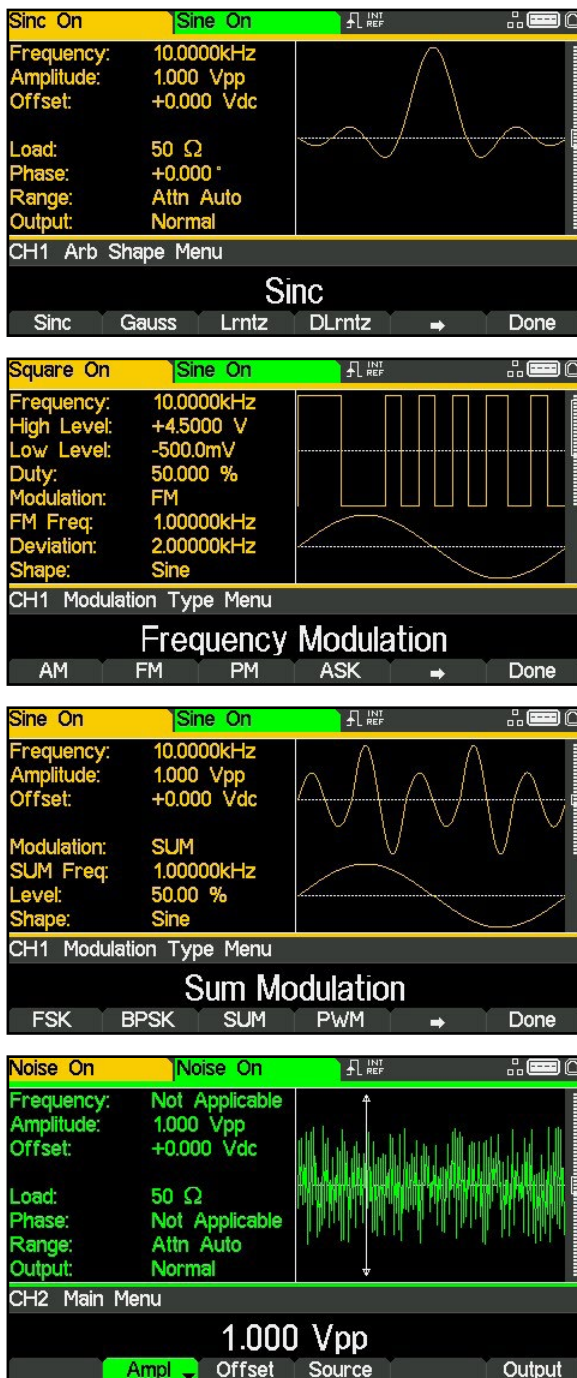 Sinc On Sine On INT REF
Frequency: 10.0000kHz
Amplitude: 1.000 Vpp
Offset: +0.000 Vdc
Load: 50 Ω
Phase: +0.000 °
Range: Attn Auto
Output: Normal
CH1 Arb Shape Menu
Sinc
Sinc Gauss Lrntz DLrntz ➡ Done
Square On Sine On INT REF
Frequency: 10.0000kHz
High Level: +4.5000 V
Low Level: -500.0mV
Duty: 50.000 %
Modulation: FM
FM Freq: 1.00000kHz
Deviation: 2.00000kHz
Shape: Sine
CH1 Modulation Type Menu
Frequency Modulation
AM FM PM ASK ➡ Done
Sine On Sine On INT REF
Frequency: 10.0000kHz
Amplitude: 1.000 Vpp
Offset: +0.000 Vdc
Modulation: SUM
SUM Freq: 1.00000kHz
Level: 50.00 %
Shape: Sine
CH1 Modulation Type Menu
Sum Modulation
FSK BPSK SUM PWM ➡ Done
Noise On Noise On INT REF
Frequency: Not Applicable
Amplitude: 1.000 Vpp
Offset: +0.000 Vdc
Load: 50 Ω
Phase: Not Applicable
Range: Attn Auto
Output: Normal
CH2 Main Menu
1.000 Vpp
Ampl Offset Source Output